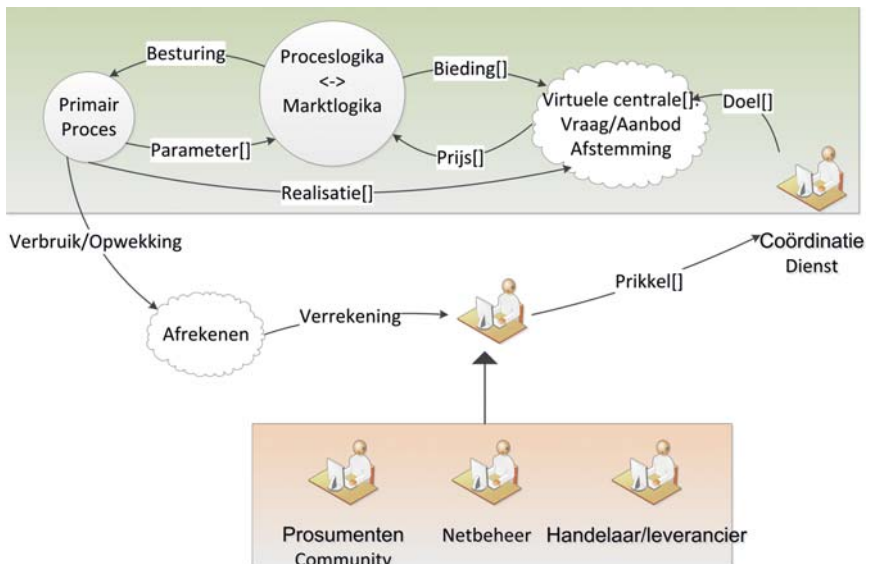 Besturing
Proceslogika
<->
Marktlogika
Bieding[]
Primair
Proces
Virtuele centrale[]
Vraag/Aanbod
Afstemming
Doel[]
Parameter[]
Prijs[]
Realisatie[]
Verbruik/Opwekking
Coördinatie
Dienst
Prikkel[]
Afrekenen
Verrekening
Prosumenten
Community
Netbeheer
Handelaar/leverancier